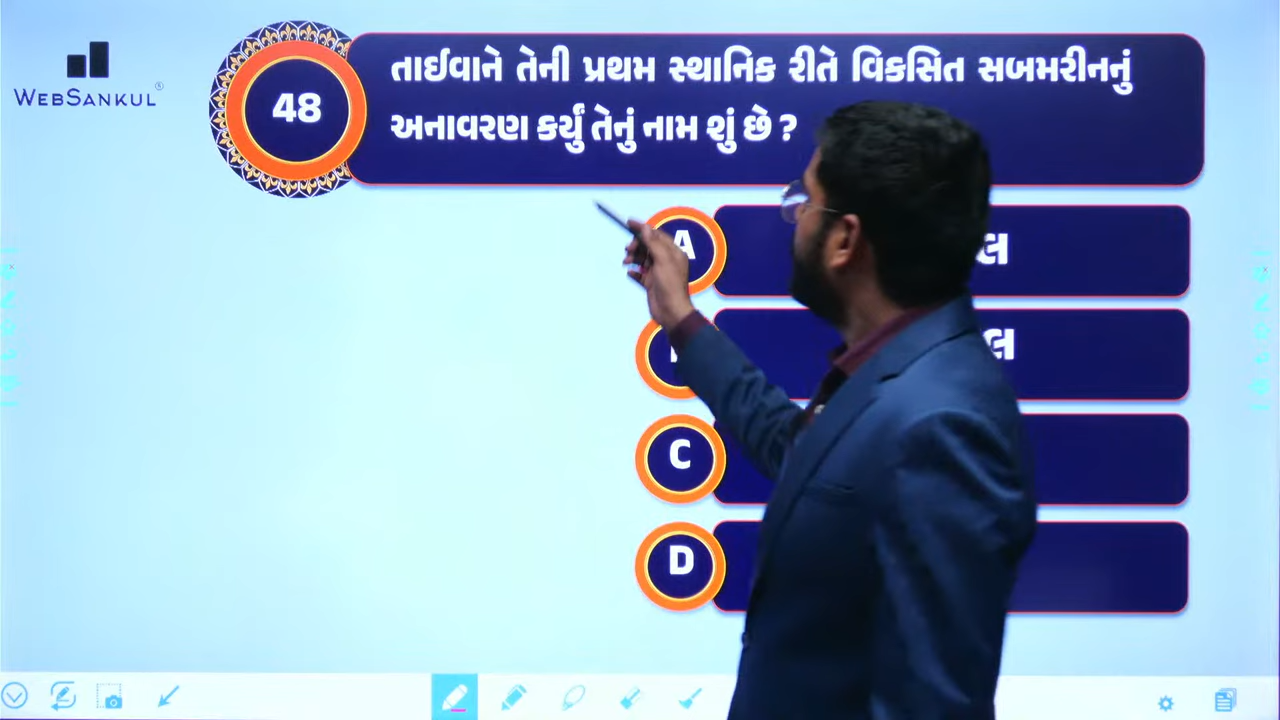 WEBSANKUL
48
તાઈવાને તેની પ્રથમ સ્થાનિક રીતે વિકસિત સબમરીનનું
અનાવરણ કર્યું તેનું નામ શું છે ?
A
C
D